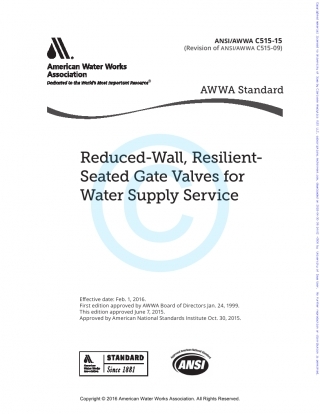 ANSI/AWWA C515-15
(Revision of ANSI/AWWA C515-09)
American Water Works
Association
Dedicated to the World's Most Important Resource®
AWWA Standard
Reduced-Wall, Resilient-
Seated Gate Valves for
Water Supply Service
Effective date: Feb. 1, 2016.
First edition approved by AWWA Board of Directors Jan. 24, 1999.
This edition approved June 7, 2015.
Approved by American National Standards Institute Oct. 30, 2015.
American
Water Works
Association
STANDARD
Since 1881
ANSI
Copyright © 2016 American Water Works Association. All Rights Reserved.